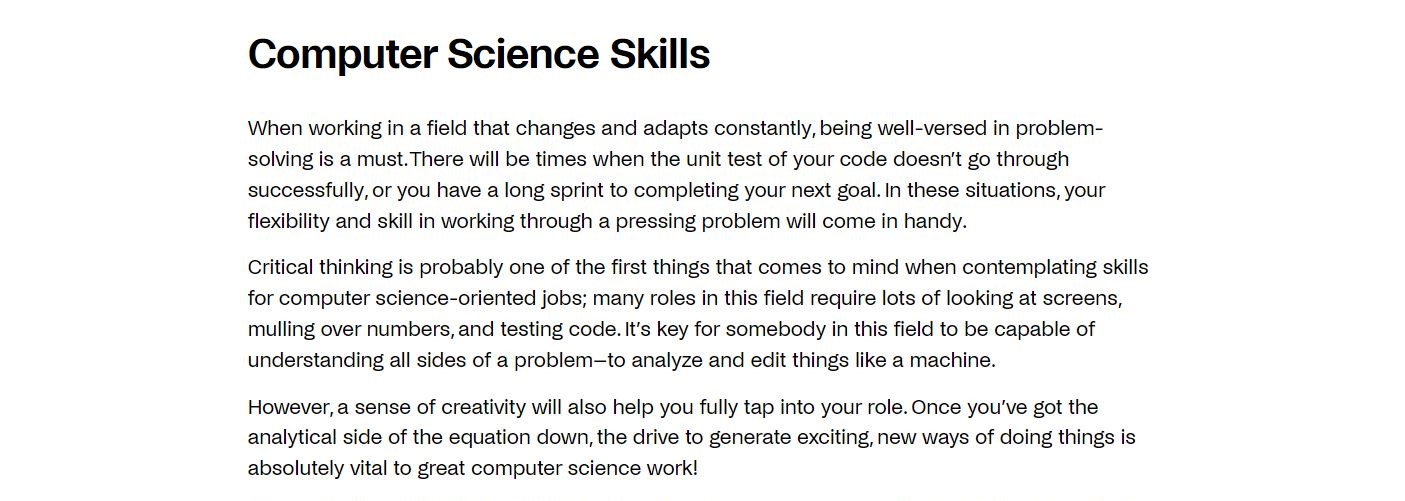 Computer Science Skills
When working in a field that changes and adapts constantly, being well-versed in problem-
solving is a must. There will be times when the unit test of your code doesn’t go through
successfully, or you have a long sprint to completing your next goal. In these situations, your
flexibility and skill in working through a pressing problem will come in handy.
Critical thinking is probably one of the first things that comes to mind when contemplating skills
for computer science-oriented jobs; many roles in this field require lots of looking at screens,
mulling over numbers, and testing code. It’s key for somebody in this field to be capable of
understanding all sides of a problem—to analyze and edit things like a machine.
However, a sense of creativity will also help you fully tap into your role. Once you’ve got the
analytical side of the equation down, the drive to generate exciting, new ways of doing things is
absolutely vital to great computer science work!